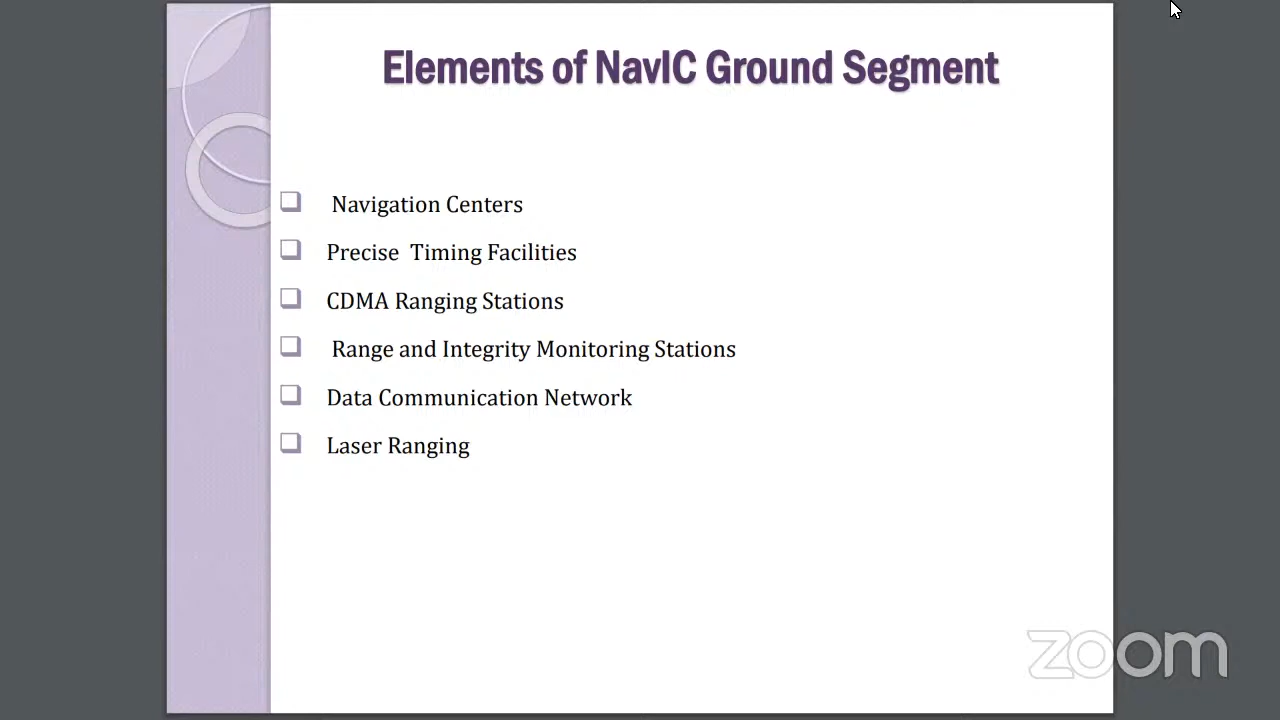 Elements of NavIC Ground Segment
Navigation Centers
Precise Timing Facilities
CDMA Ranging Stations
Range and Integrity Monitoring Stations
Data Communication Network
Laser Ranging
zoom